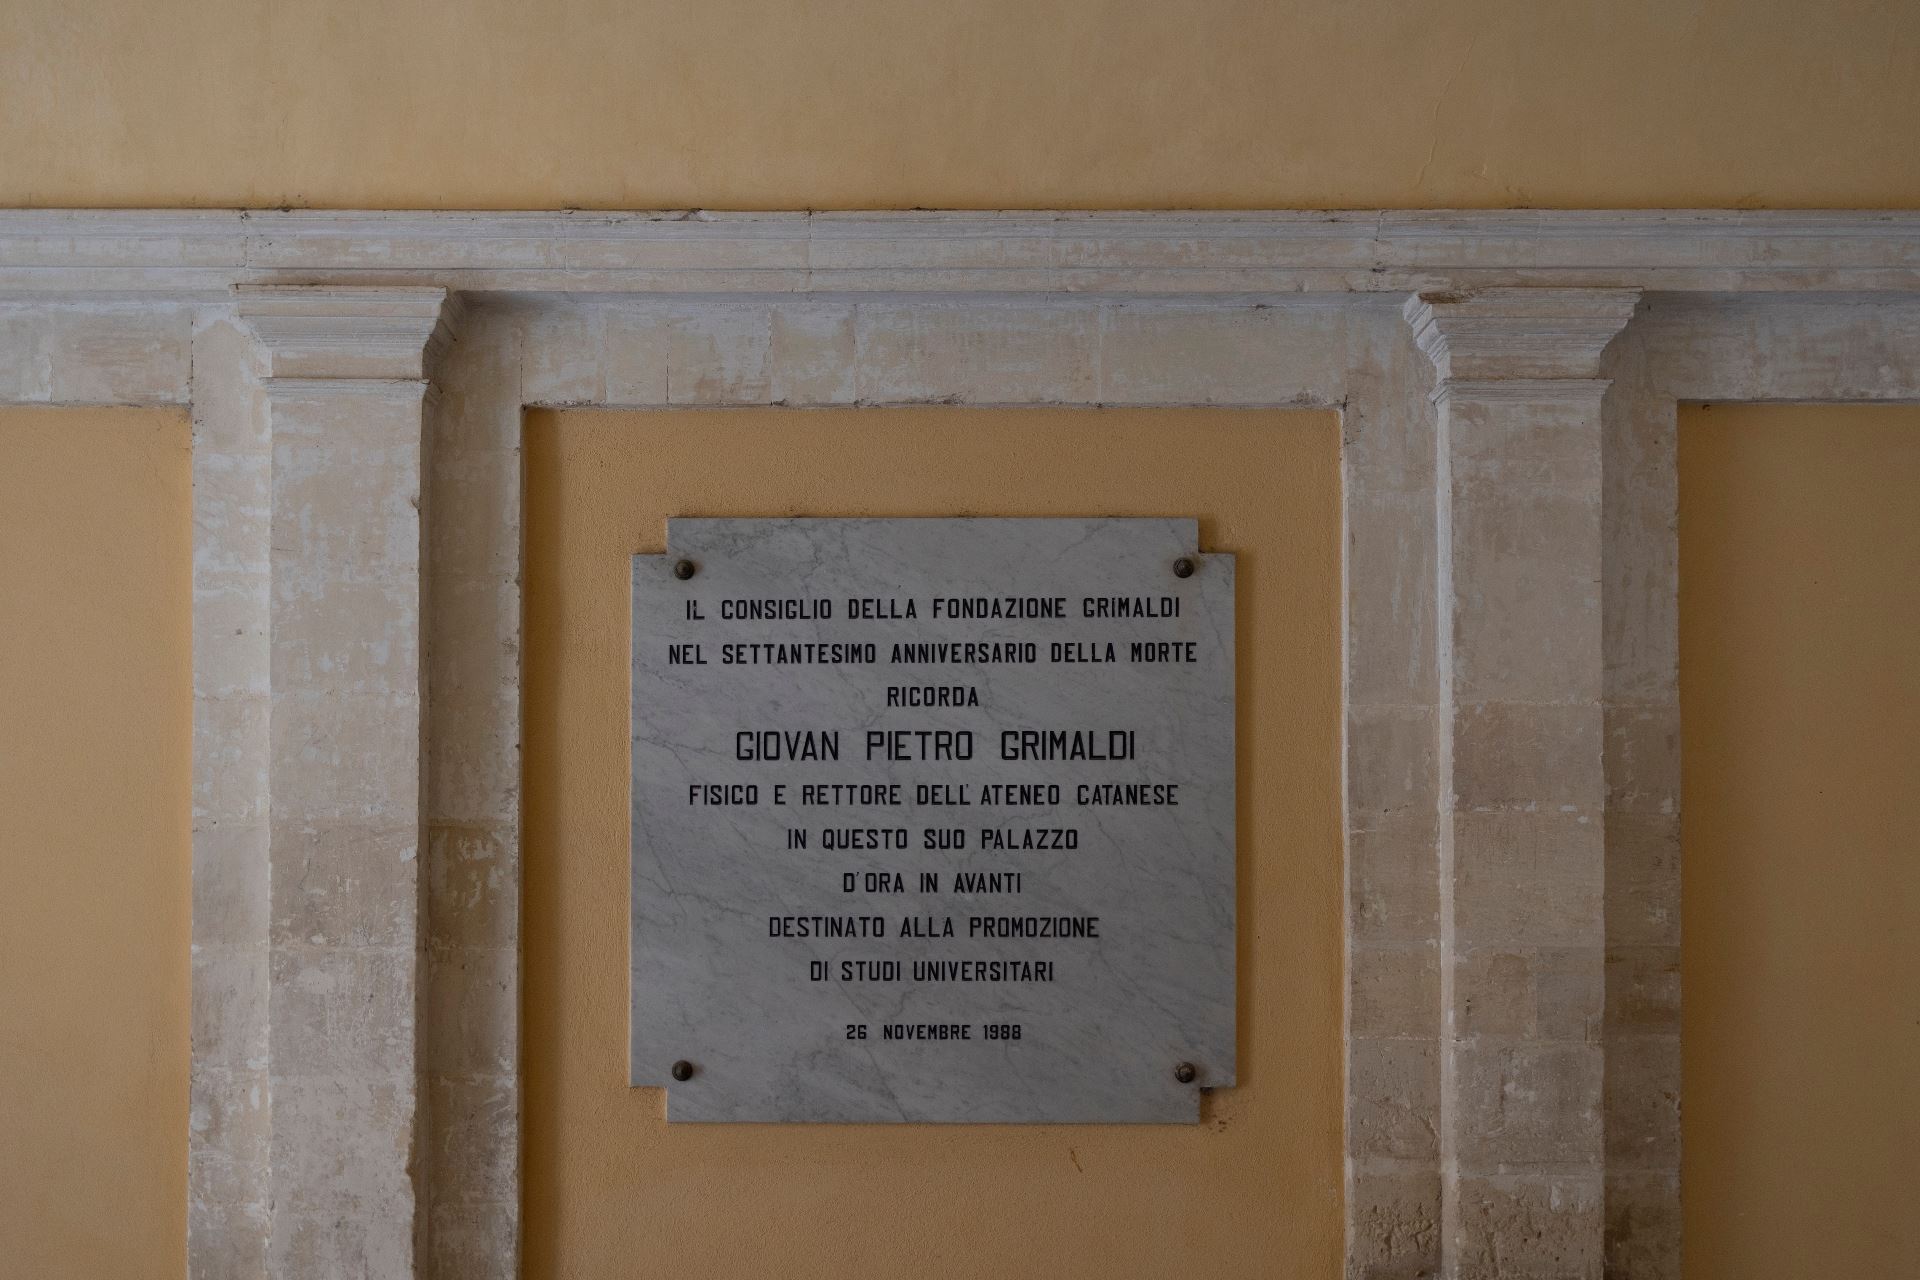 IL CONSIGLIO DELLA FONDAZIONE GRIMALDI
NEL SETTANTESIMO ANNIVERSARIO DELLA MORTE
RICORDA
GIOVAN PIETRO GRIMALDI
FISICO E RETTORE DELL'ATENEO CATANESE
IN QUESTO SUO PALAZZO
D'ORA IN AVANTI
DESTINATO ALLA PROMOZIONE
DI STUDI UNIVERSITARI
26 NOVEMBRE 1988